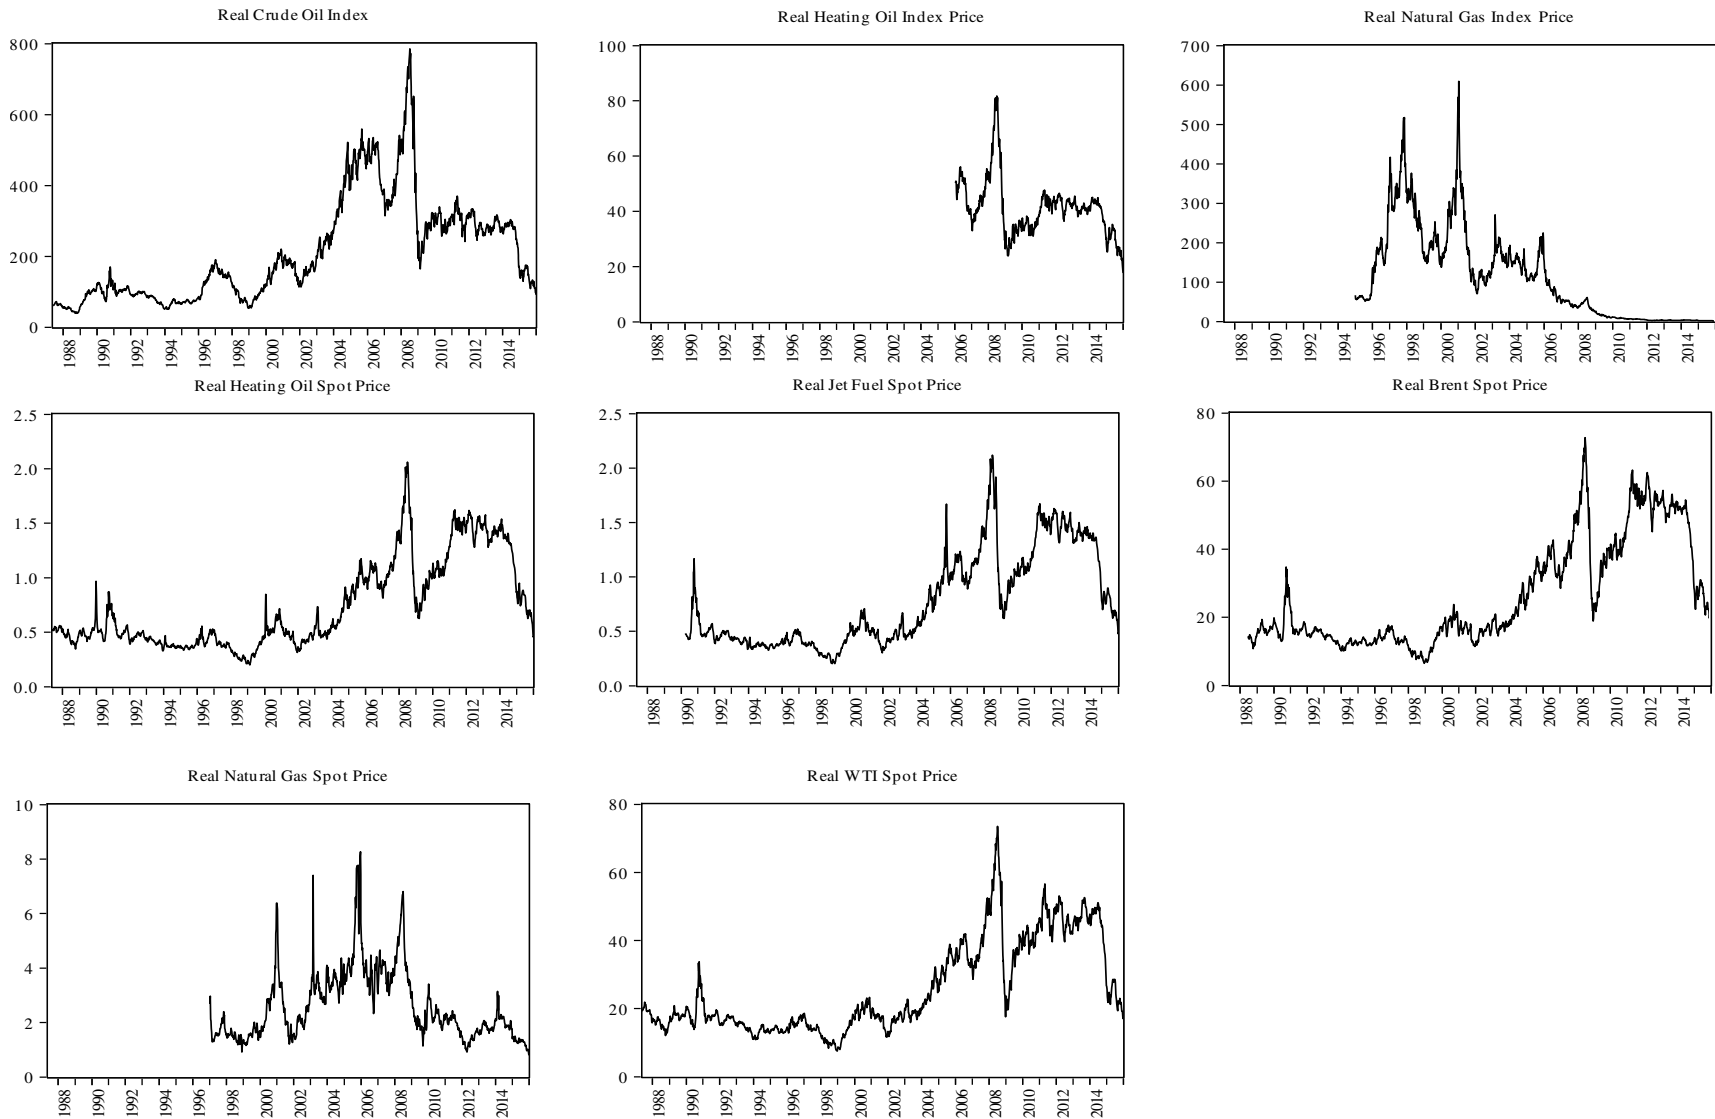 Real Crude Oil Index
800
600
400
200
0
1988 1990 1992 1994 1996 1998 2000 2002 2004 2006 2008 2010 2012 2014
Real Heating Oil Index Price
100
80
60
40
20
0
1988 1990 1992 1994 1996 1998 2000 2002 2004 2006 2008 2010 2012 2014
Real Natural Gas Index Price
700
600
500
400
300
200
100
0
1988 1990 1992 1994 1996 1998 2000 2002 2004 2006 2008 2010 2012 2014
Real Heating Oil Spot Price
2.5
2.0
1.5
1.0
0.5
0.0
1988 1990 1992 1994 1996 1998 2000 2002 2004 2006 2008 2010 2012 2014
Real Jet Fuel Spot Price
2.5
2.0
1.5
1.0
0.5
0.0
1988 1990 1992 1994 1996 1998 2000 2002 2004 2006 2008 2010 2012 2014
Real Brent Spot Price
80
60
40
20
0
1988 1990 1992 1994 1996 1998 2000 2002 2004 2006 2008 2010 2012 2014
Real Natural Gas Spot Price
10
8
6
4
2
0
1988 1990 1992 1994 1996 1998 2000 2002 2004 2006 2008 2010 2012 2014
Real WTI Spot Price
80
60
40
20
0
1988 1990 1992 1994 1996 1998 2000 2002 2004 2006 2008 2010 2012 2014